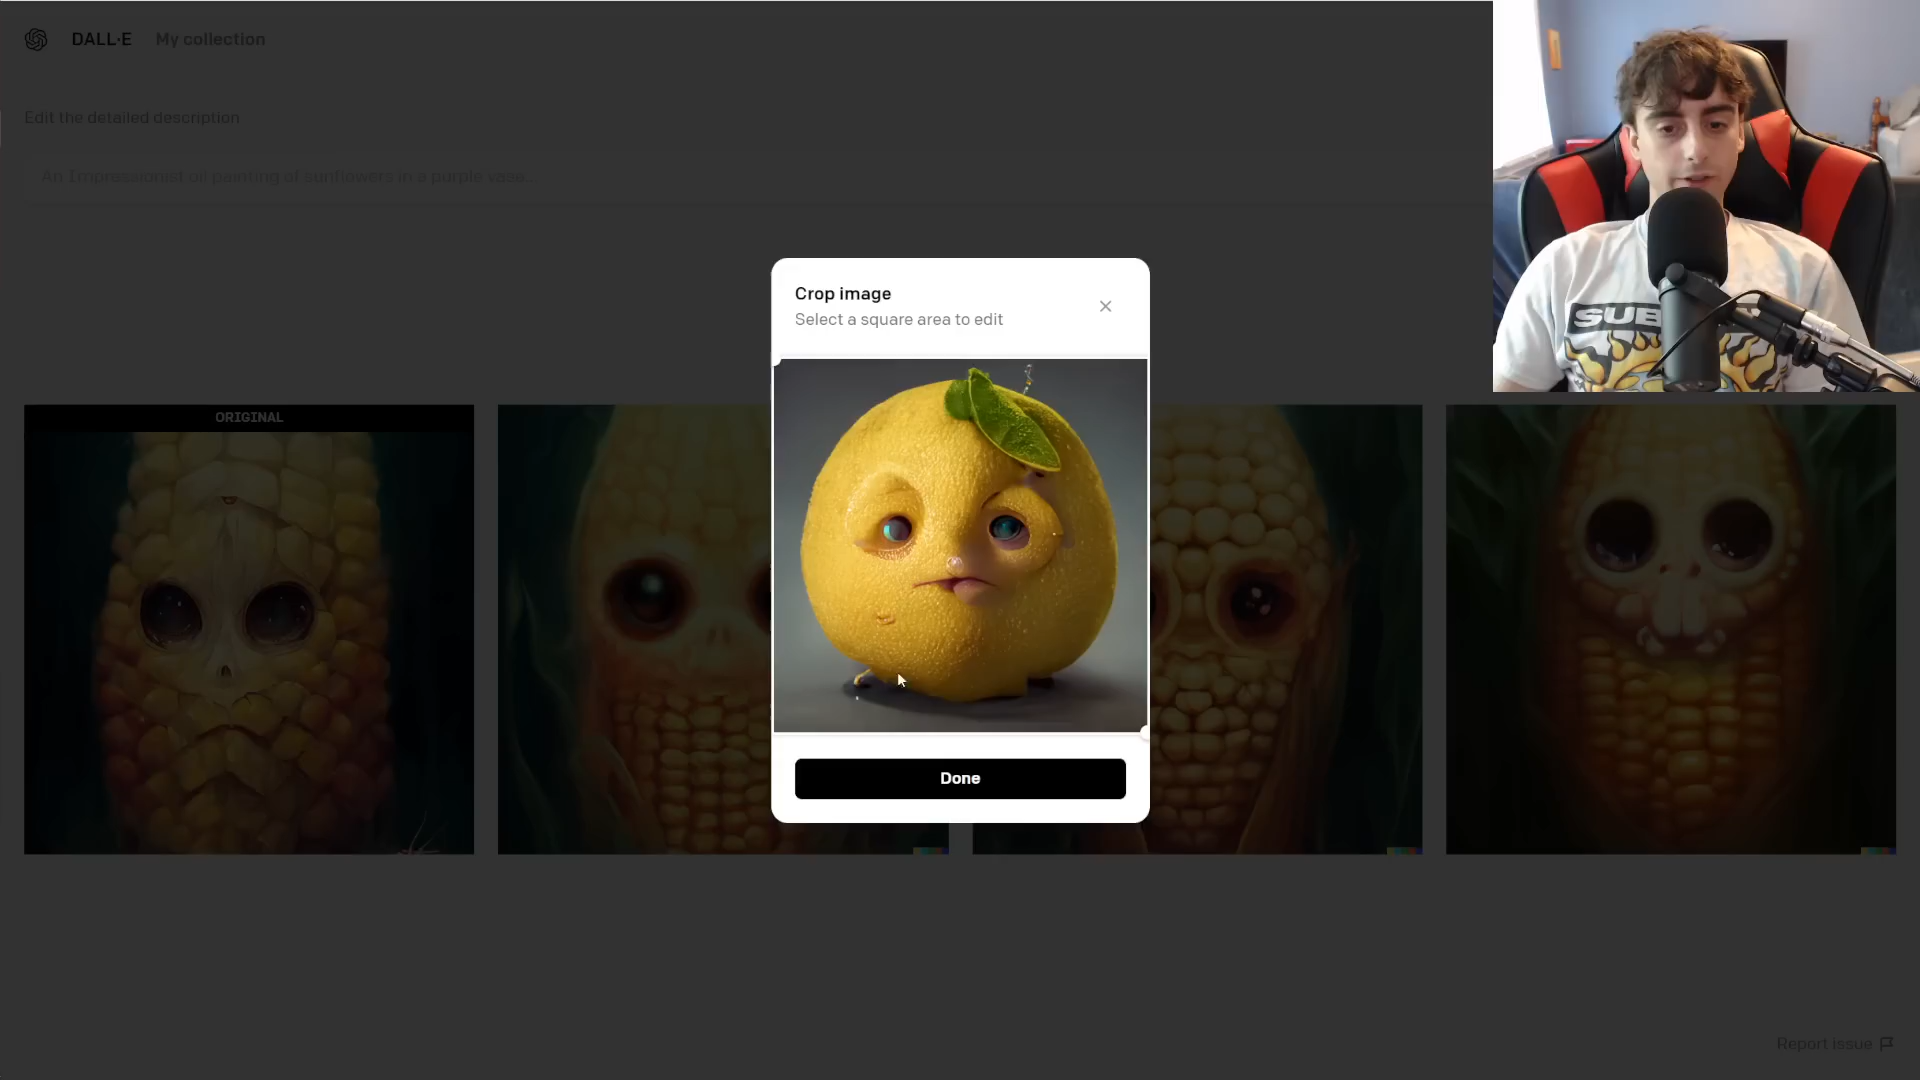 DALL·E My collection
Edit the detailed description
An Impressionist oil painting of sunflowers in a purple vase...
Crop image
Select a square area to edit
ORIGINAL
SUB
Done
Report issue